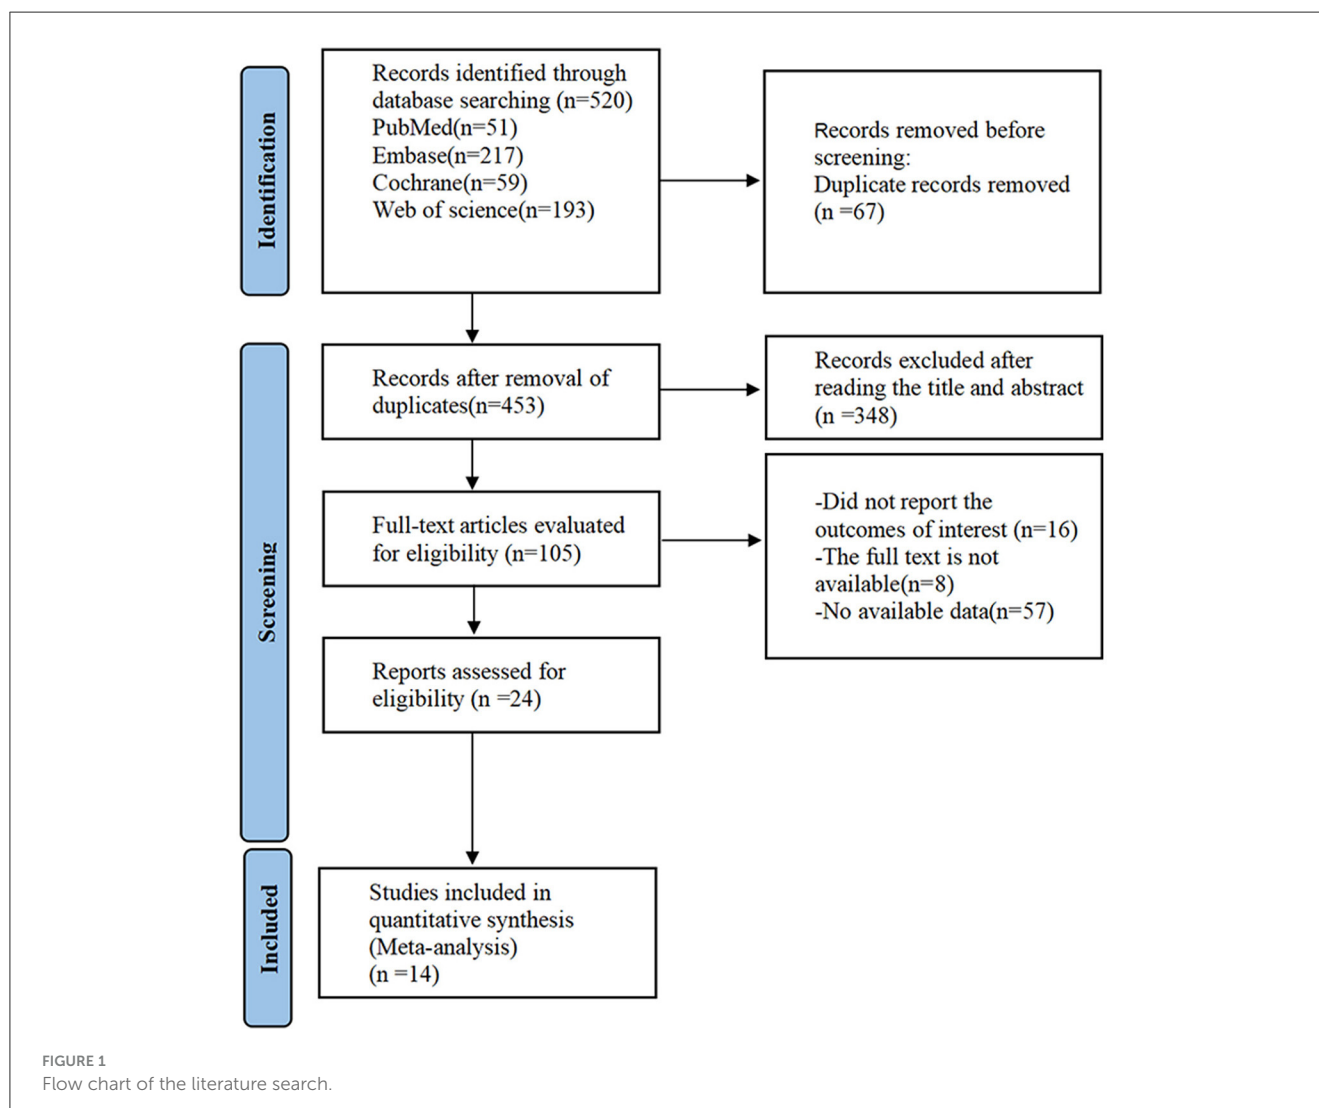 Identification
Records identified through
database searching (n=520)
PubMed(n=51)
Embase(n=217)
Cochrane(n=59)
Web of science(n=193)
Records removed before
screening:
Duplicate records removed
(n =67)
Screening
Records after removal of
duplicates(n=453)
Records excluded after
reading the title and abstract
(n =348)
Full-text articles evaluated
for eligibility (n=105)
-Did not report the
outcomes of interest (n=16)
-The full text is not
available(n=8)
-No available data(n=57)
Reports assessed for
eligibility (n =24)
Included
Studies included in
quantitative synthesis
(Meta-analysis)
(n =14)
FIGURE 1
Flow chart of the literature search.